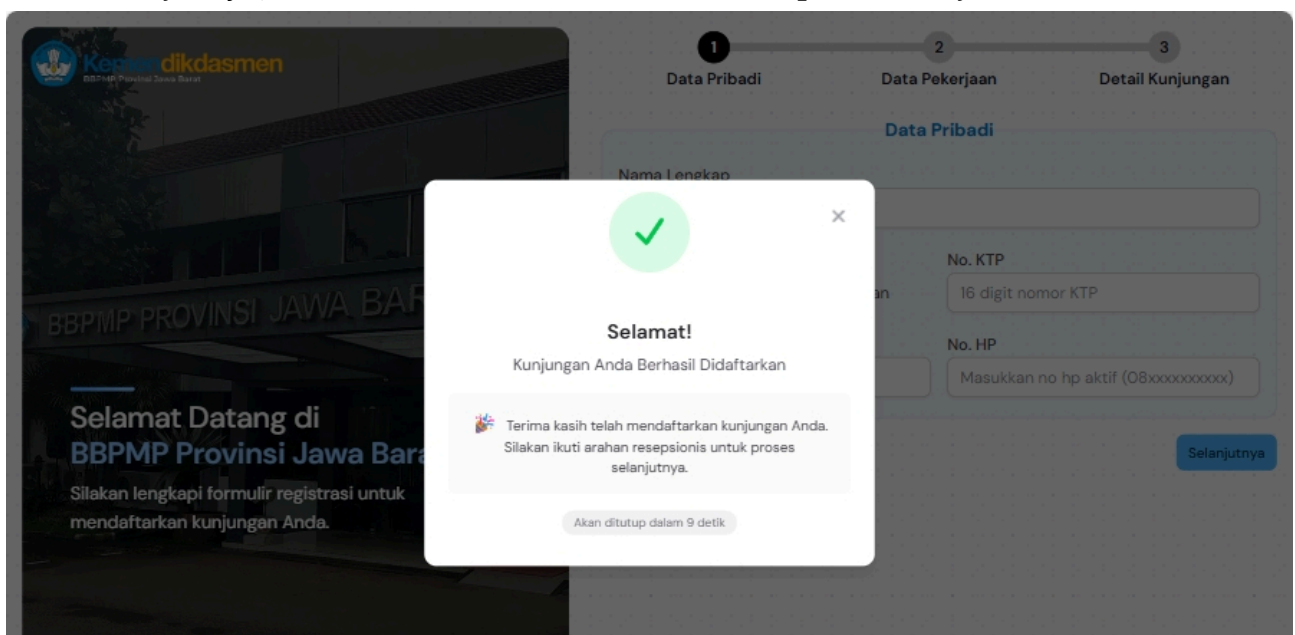 Kemendikdasmen
BBPMP Provinsi Jawa Barat
BBPMP PROVINSI JAWA BAR
Selamat Datang di
BBPMP Provinsi Jawa Bara
Silakan lengkapi formulir registrasi untuk
mendaftarkan kunjungan Anda.
1
2
3
Data Pribadi
Data Pekerjaan
Detail Kunjungan
Data Pribadi
Nama Lengkap
No. KTP
an
16 digit nomor KTP
No. HP
Masukkan no hp aktif (08xxxxxxxxxx)
Selanjutnya
Selamat!
Kunjungan Anda Berhasil Didaftarkan
🎉 Terima kasih telah mendaftarkan kunjungan Anda.
Silakan ikuti arahan resepsionis untuk proses
selanjutnya.
Akan ditutup dalam 9 detik